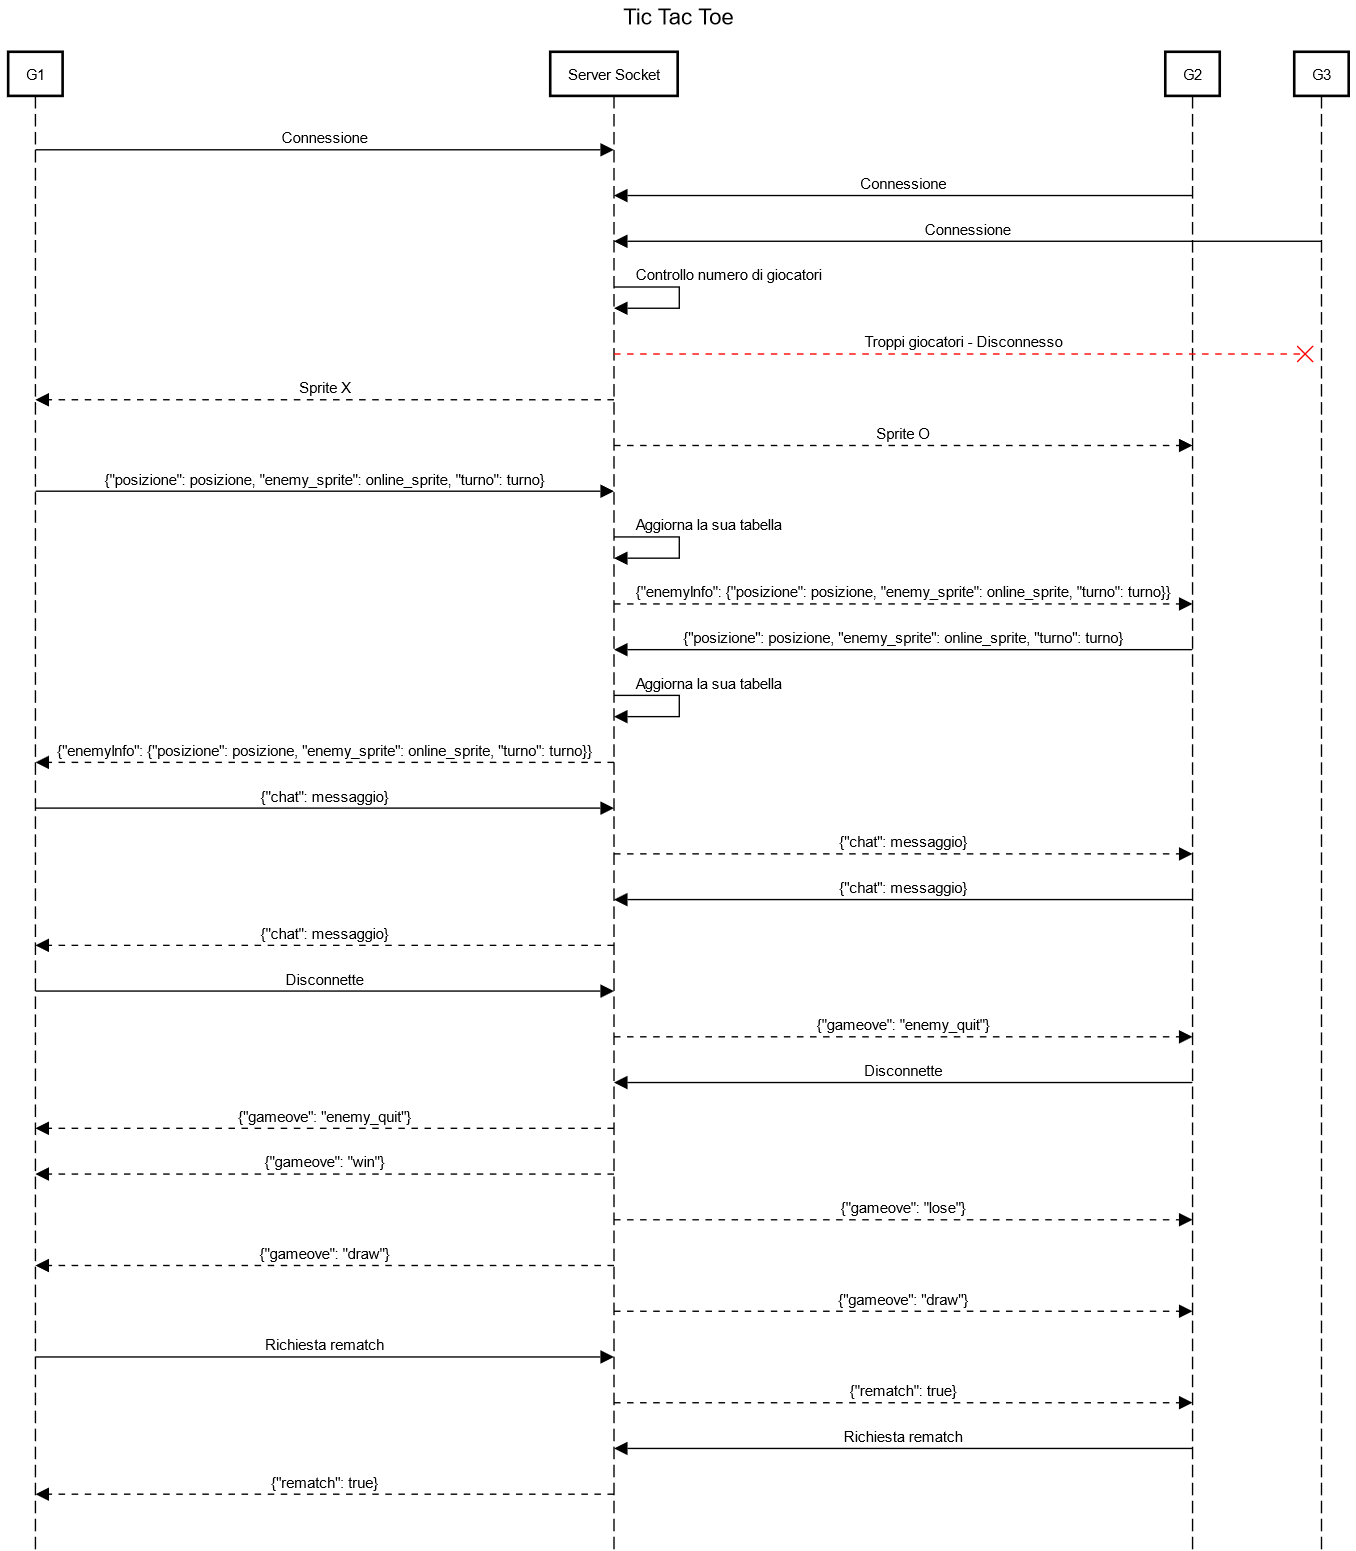 Tic Tac Toe
G1
Server Socket
G2
G3
Connessione
Connessione
Connessione
Controllo numero di giocatori
Troppi giocatori - Disconnesso
Sprite X
Sprite O
{"posizione": posizione, "enemy_sprite": online_sprite, "turno": turno}
Aggiorna la sua tabella
{"enemyInfo": {"posizione": posizione, "enemy_sprite": online_sprite, "turno": turno}}
{"posizione": posizione, "enemy_sprite": online_sprite, "turno": turno}
Aggiorna la sua tabella
{"enemyInfo": {"posizione": posizione, "enemy_sprite": online_sprite, "turno": turno}}
{"chat": messaggio}
{"chat": messaggio}
{"chat": messaggio}
{"chat": messaggio}
Disconnette
{"gameove": "enemy_quit"}
Disconnette
{"gameove": "enemy_quit"}
{"gameove": "win"}
{"gameove": "lose"}
{"gameove": "draw"}
{"gameove": "draw"}
Richiesta rematch
{"rematch": true}
Richiesta rematch
{"rematch": true}